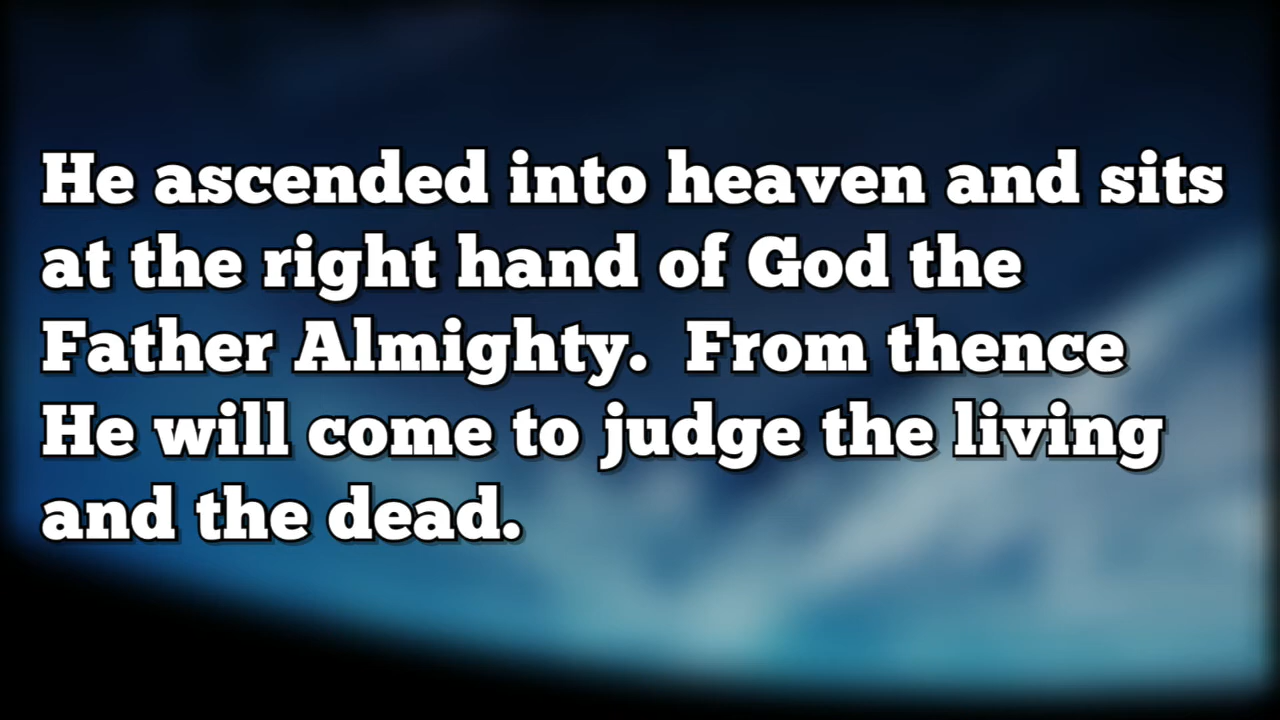 He ascended into heaven and sits
at the right hand of God the
Father Almighty.  From thence
He will come to judge the living
and the dead.